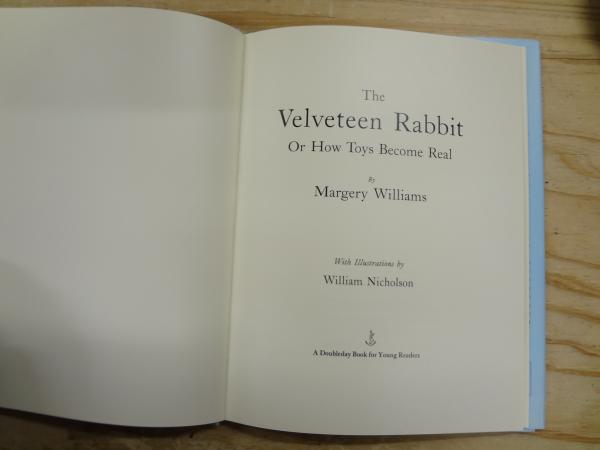 The
Velveteen Rabbit
Or How Toys Become Real
By
Margery Williams
With Illustrations by
William Nicholson
A Doubleday Book for Young Readers